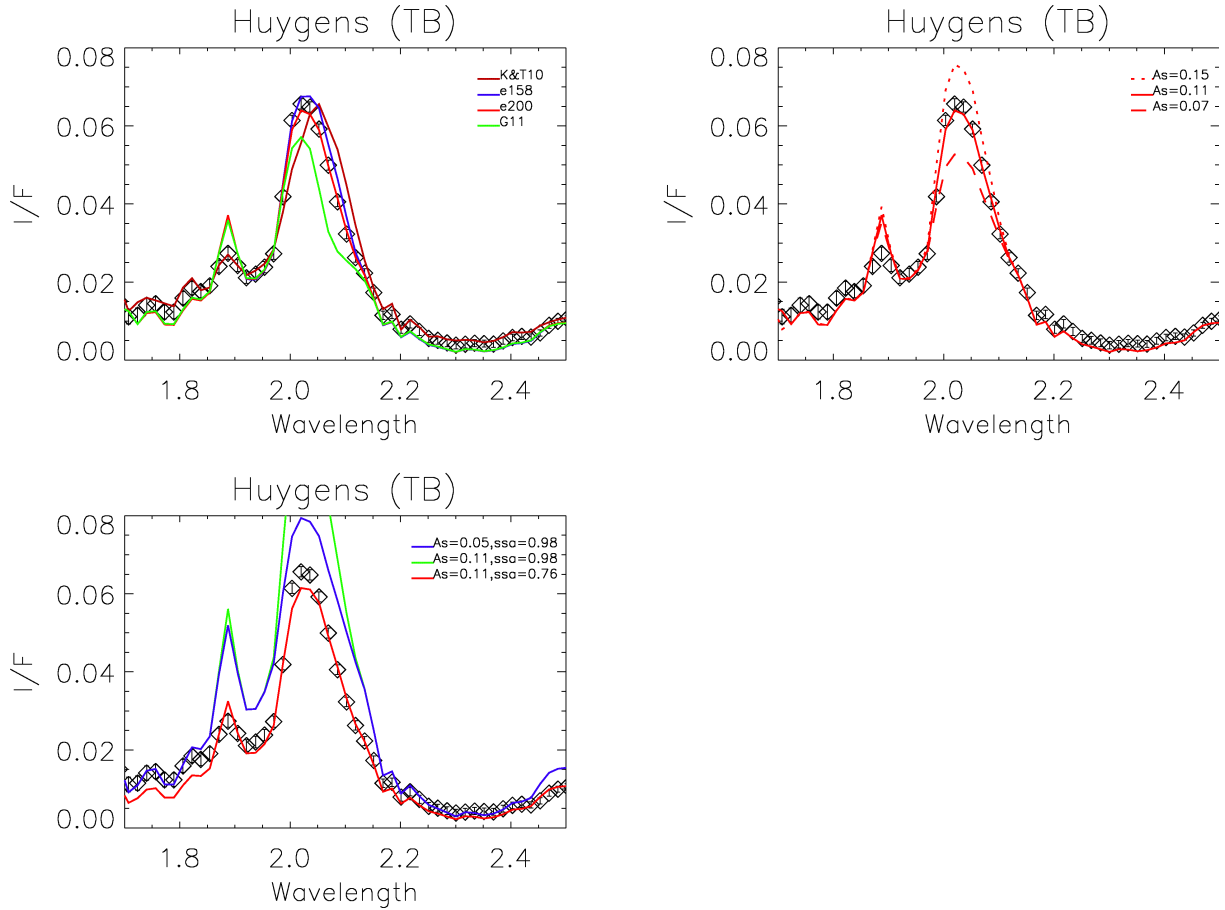 Huygens (TB)
I/F
0.08
0.06
0.04
0.02
0.00
K&T10
e158
e200
G11
1.8
2.0
2.2
2.4
Wavelength
Huygens (TB)
I/F
0.08
0.06
0.04
0.02
0.00
As=0.15
As=0.11
As=0.07
1.8
2.0
2.2
2.4
Wavelength
Huygens (TB)
I/F
0.08
0.06
0.04
0.02
0.00
As=0.05,ssa=0.98
As=0.11,ssa=0.98
As=0.11,ssa=0.76
1.8
2.0
2.2
2.4
Wavelength